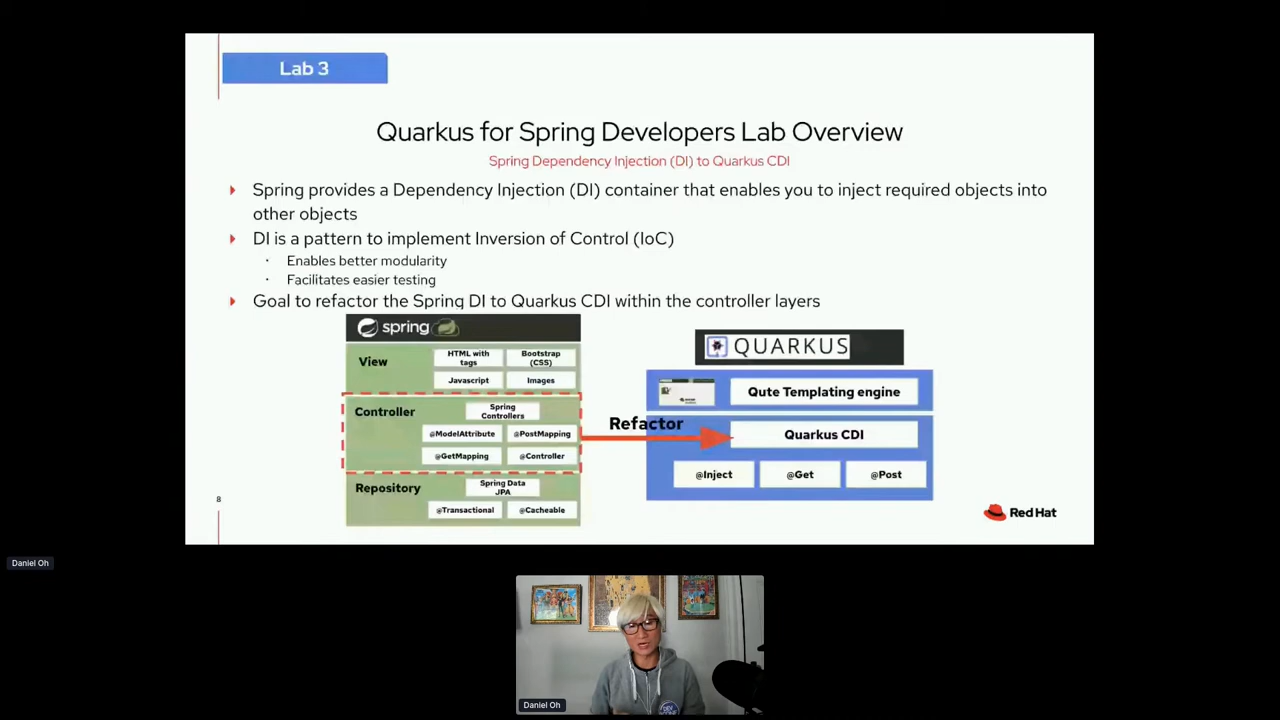 Lab 3
Quarkus for Spring Developers Lab Overview
Spring Dependency Injection (DI) to Quarkus CDI
Spring provides a Dependency Injection (DI) container that enables you to inject required objects into
other objects
DI is a pattern to implement Inversion of Control (IoC)
Enables better modularity
Facilitates easier testing
Goal to refactor the Spring DI to Quarkus CDI within the controller layers
spring
View
HTML with
tags
Bootstrap
(CSS)
Javascript
Images
Controller
Spring
Controllers
@ModelAttribute
@PostMapping
@GetMapping
@Controller
Repository
Spring Data
JPA
@Transactional
@Cacheable
Refactor
QUARKUS
Qute Templating engine
Quarkus CDI
@Inject
@Get
@Post
8
Red Hat
Daniel Oh
Daniel Oh